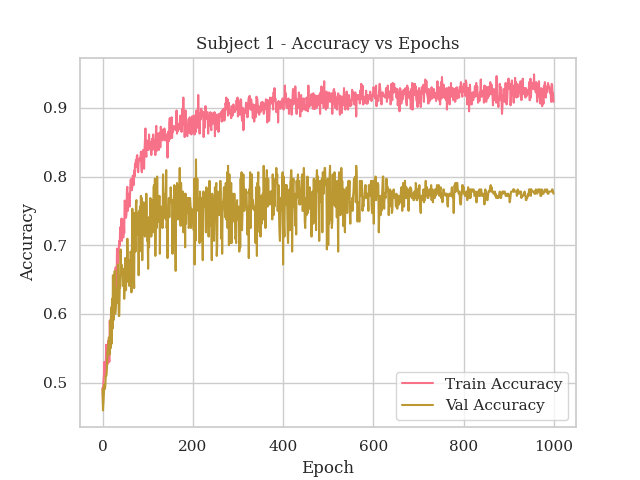 Subject 1 - Accuracy vs Epochs
Accuracy
0.9
0.8
0.7
0.6
0.5
Train Accuracy
Val Accuracy
0 200 400 600 800 1000
Epoch